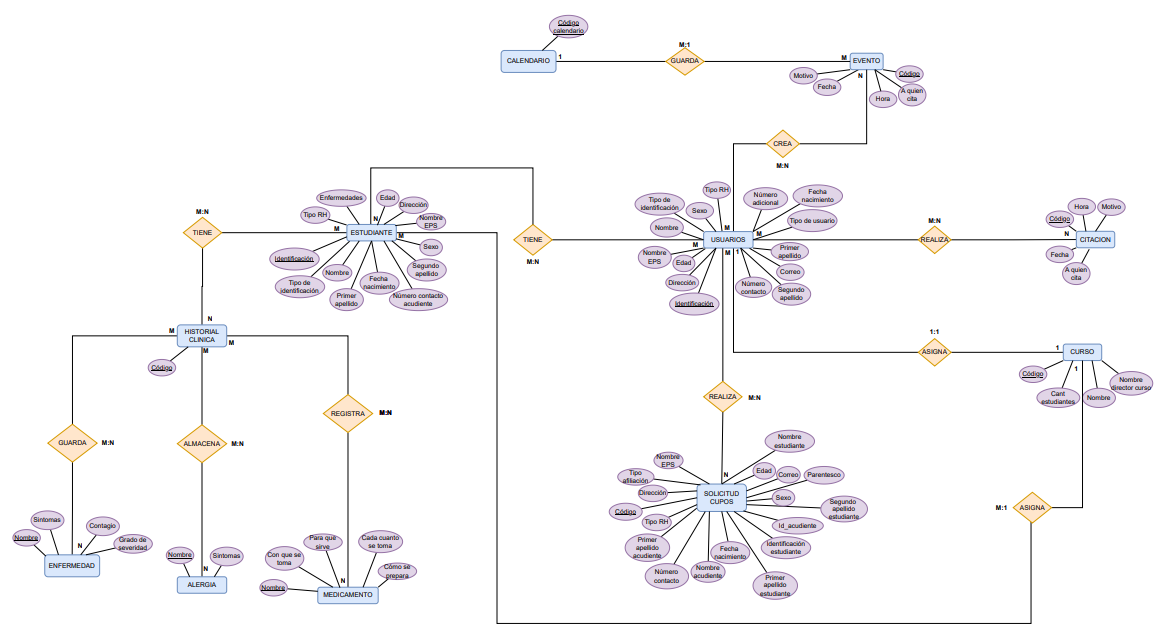 Código
calendario
CALENDARIO
1
M:1
GUARDA
M
EVENTO
N
Motivo
Fecha
Hora
Código
A quien
cita
CREA
M:N
Tipo RH
Número
adicional
Fecha
nacimiento
Tipo de
identificación
Sexo
Nombre
Tipo de usuario
M
M
USUARIOS
M
M
1
Nombre
EPS
Edad
Dirección
Identificación
Primer
apellido
Correo
Número
contacto
Segundo
apellido
M:N
REALIZA
Código
Hora
Motivo
N
CITACION
Fecha
A quien
cita
Enfermedades
Edad
Dirección
Tipo RH
Nombre
EPS
N
M
ESTUDIANTE
M
Sexo
Identificación
Segundo
apellido
Tipo de
identificación
Nombre
Fecha
nacimiento
Primer
apellido
Número contacto
acudiente
TIENE
M:N
M:N
TIENE
N
M
HISTORIAL
CLINICA
M
M
Código
GUARDA
M:N
ALMACENA
M:N
REGISTRA
M:N
1:1
ASIGNA
1
CURSO
1
Código
Cant
estudiantes
Nombre
Nombre
director curso
REALIZA
M:N
M:1
ASIGNA
Nombre
estudiante
Nombre
EPS
N
Tipo
afiliación
Edad
Correo
Parentesco
Dirección
SOLICITUD
CUPOS
Sexo
Código
Segundo
apellido
estudiante
Tipo RH
Id_acudiente
Primer
apellido
acudiente
Identificación
estudiante
Fecha
nacimiento
Número
contacto
Nombre
acudiente
Primer
apellido
estudiante
Sintomas
Contagio
Nombre
N
Grado de
severidad
ENFERMEDAD
Nombre
Sintomas
N
ALERGIA
Para que
sirve
Cada cuanto
se toma
Con que se
toma
Cómo se
prepara
Nombre
N
MEDICAMENTO